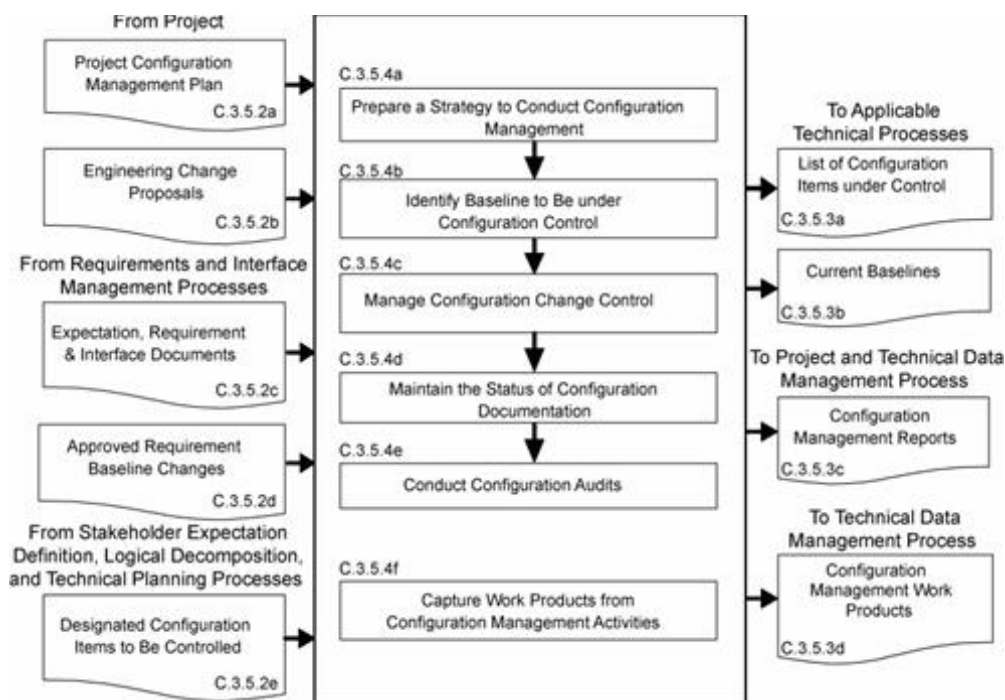 From Project
Project Configuration
Management Plan
C.3.5.2a
Engineering Change
Proposals
C.3.5.2b
From Requirements and Interface
Management Processes
Expectation, Requirement
& Interface Documents
C.3.5.2c
Approved Requirement
Baseline Changes
C.3.5.2d
From Stakeholder Expectation
Definition, Logical Decomposition,
and Technical Planning Processes
Designated Configuration
Items to Be Controlled
C.3.5.2e
C.3.5.4a
Prepare a Strategy to Conduct Configuration
Management
C.3.5.4b
Identify Baseline to Be under
Configuration Control
C.3.5.4c
Manage Configuration Change Control
C.3.5.4d
Maintain the Status of Configuration
Documentation
C.3.5.4e
Conduct Configuration Audits
C.3.5.4f
Capture Work Products from
Configuration Management Activities
To Applicable
Technical Processes
List of Configuration
Items under Control
C.3.5.3a
Current Baselines
C.3.5.3b
To Project and Technical Data
Management Process
Configuration
Management Reports
C.3.5.3c
To Technical Data
Management Process
Configuration
Management Work
Products
C.3.5.3d